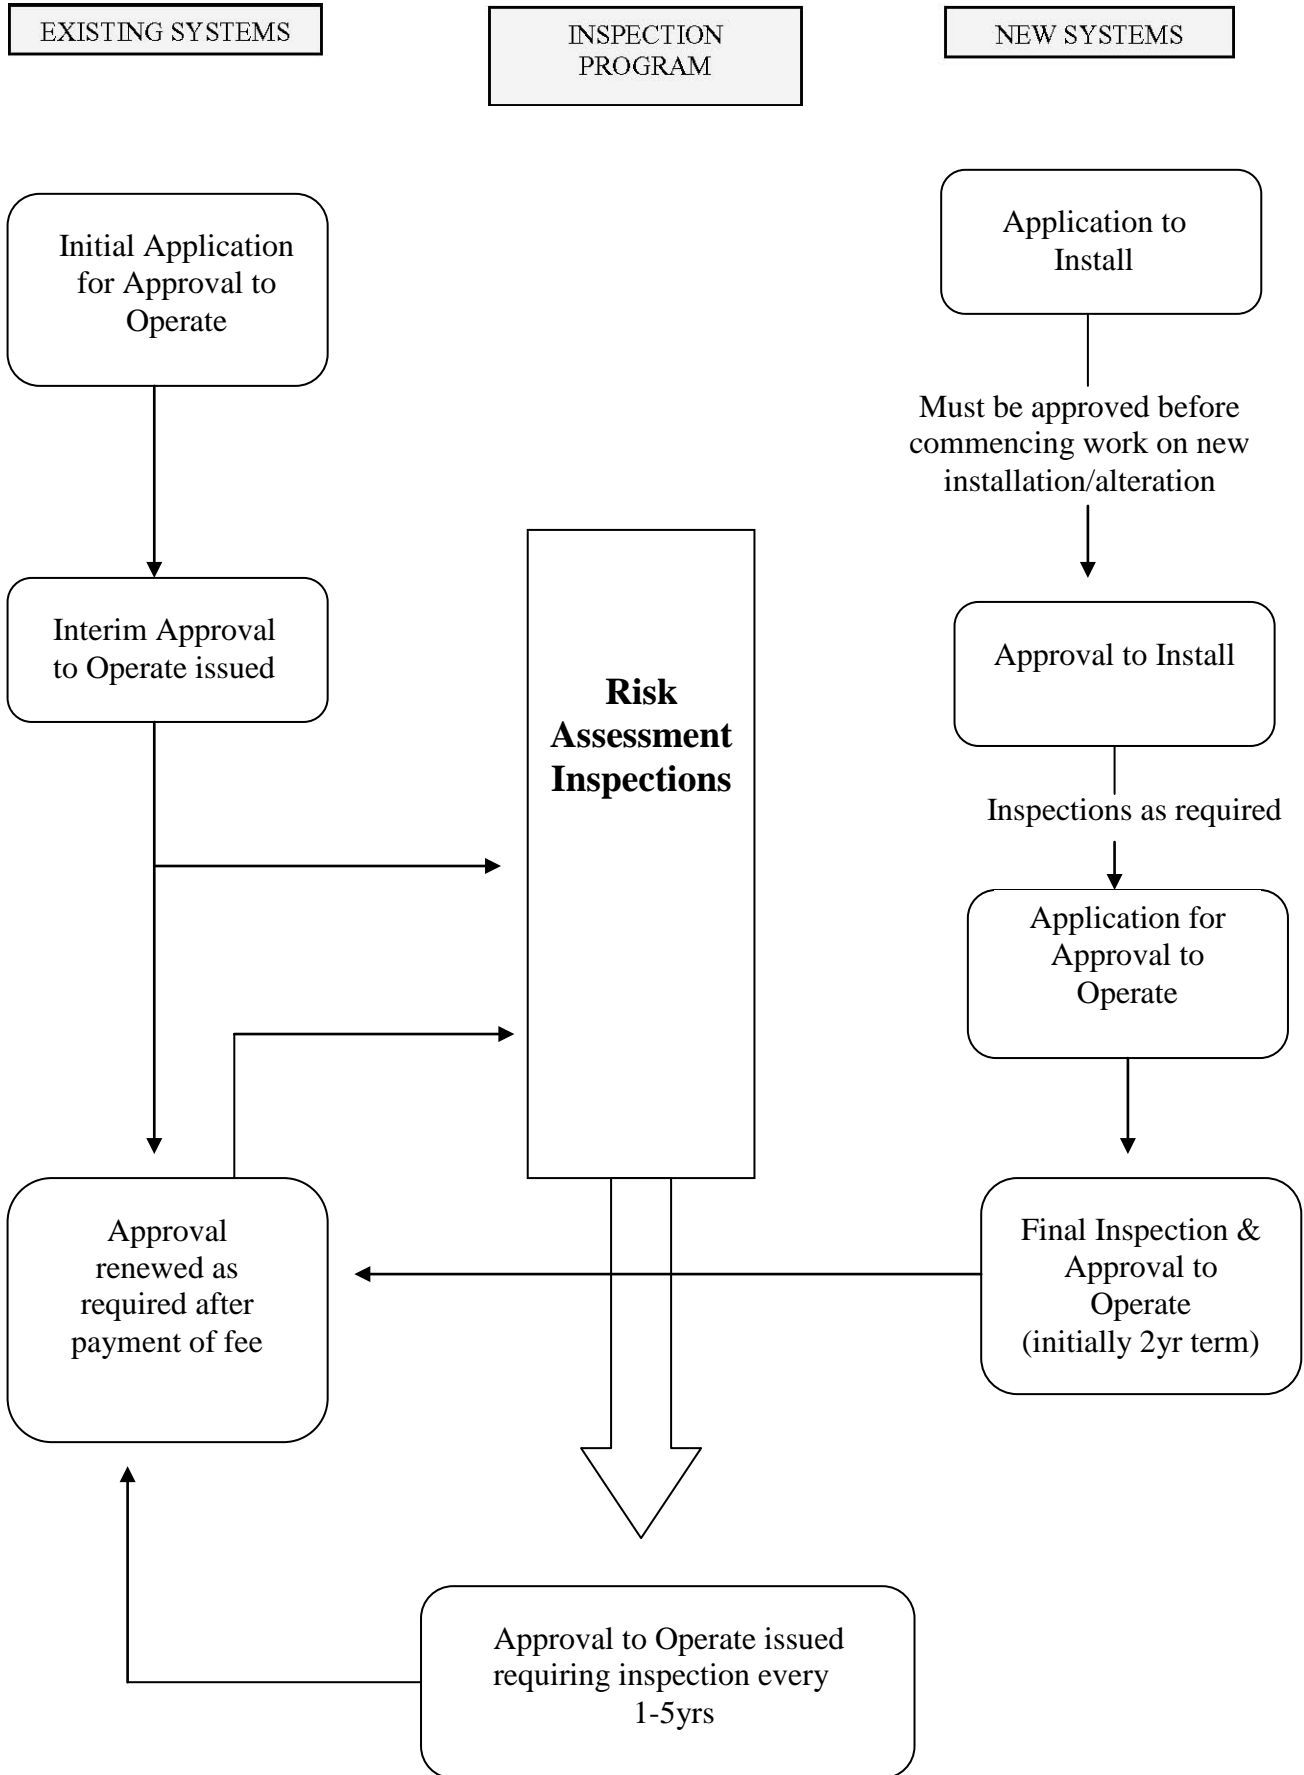 EXISTING SYSTEMS
INSPECTION
PROGRAM
NEW SYSTEMS
Initial Application
for Approval to
Operate
Application to
Install
Must be approved before
commencing work on new
installation/alteration
Interim Approval
to Operate issued
Risk
Assessment
Inspections
Approval to Install
Inspections as required
Application for
Approval to
Operate
Approval
renewed as
required after
payment of fee
Final Inspection &
Approval to
Operate
(initially 2yr term)
Approval to Operate issued
requiring inspection every
1-5yrs